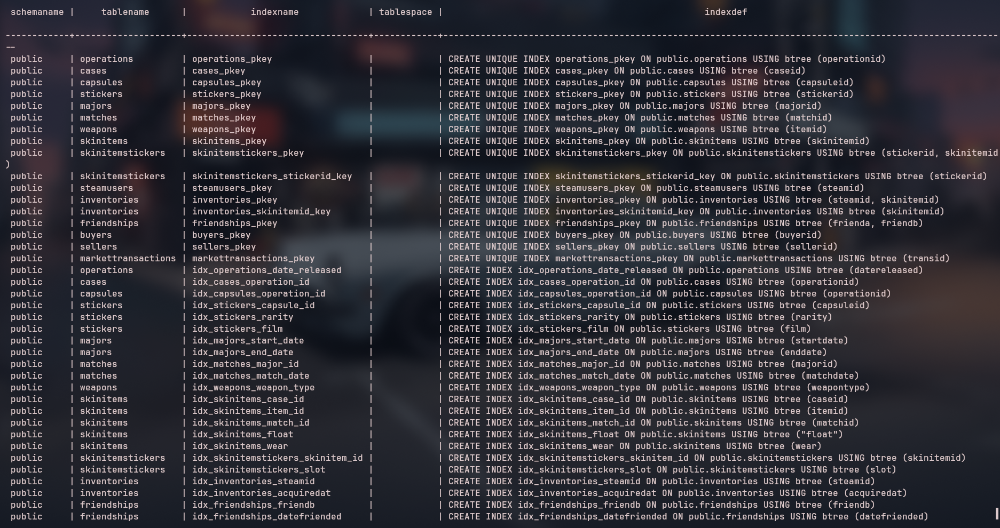 schemaname | tablename | indexname | tablespace | indexdef
------------+--------------------+----------------------------------+------------+--------------------------------------------------------------------------------------------------------
--
public | operations | operations_pkey | | CREATE UNIQUE INDEX operations_pkey ON public.operations USING btree (operationid)
public | cases | cases_pkey | | CREATE UNIQUE INDEX cases_pkey ON public.cases USING btree (caseid)
public | capsules | capsules_pkey | | CREATE UNIQUE INDEX capsules_pkey ON public.capsules USING btree (capsuleid)
public | stickers | stickers_pkey | | CREATE UNIQUE INDEX stickers_pkey ON public.stickers USING btree (stickerid)
public | majors | majors_pkey | | CREATE UNIQUE INDEX majors_pkey ON public.majors USING btree (majorid)
public | matches | matches_pkey | | CREATE UNIQUE INDEX matches_pkey ON public.matches USING btree (matchid)
public | weapons | weapons_pkey | | CREATE UNIQUE INDEX weapons_pkey ON public.weapons USING btree (itemid)
public | skinitems | skinitems_pkey | | CREATE UNIQUE INDEX skinitems_pkey ON public.skinitems USING btree (skinitemid)
public | skinitemstickers | skinitemstickers_pkey | | CREATE UNIQUE INDEX skinitemstickers_pkey ON public.skinitemstickers USING btree (stickerid, skinitemid
)
public | skinitemstickers | skinitemstickers_stickerid_key | | CREATE UNIQUE INDEX skinitemstickers_stickerid_key ON public.skinitemstickers USING btree (stickerid)
public | steamusers | steamusers_pkey | | CREATE UNIQUE INDEX steamusers_pkey ON public.steamusers USING btree (steamid)
public | inventories | inventories_pkey | | CREATE UNIQUE INDEX inventories_pkey ON public.inventories USING btree (steamid, skinitemid)
public | inventories | inventories_skinitemid_key | | CREATE UNIQUE INDEX inventories_skinitemid_key ON public.inventories USING btree (skinitemid)
public | friendships | friendships_pkey | | CREATE UNIQUE INDEX friendships_pkey ON public.friendships USING btree (frienda, friendb)
public | buyers | buyers_pkey | | CREATE UNIQUE INDEX buyers_pkey ON public.buyers USING btree (buyerid)
public | sellers | sellers_pkey | | CREATE UNIQUE INDEX sellers_pkey ON public.sellers USING btree (sellerid)
public | markettransactions | markettransactions_pkey | | CREATE UNIQUE INDEX markettransactions_pkey ON public.markettransactions USING btree (transid)
public | operations | idx_operations_date_released | | CREATE INDEX idx_operations_date_released ON public.operations USING btree (datereleased)
public | cases | idx_cases_operation_id | | CREATE INDEX idx_cases_operation_id ON public.cases USING btree (operationid)
public | capsules | idx_capsules_operation_id | | CREATE INDEX idx_capsules_operation_id ON public.capsules USING btree (operationid)
public | stickers | idx_stickers_capsule_id | | CREATE INDEX idx_stickers_capsule_id ON public.stickers USING btree (capsuleid)
public | stickers | idx_stickers_rarity | | CREATE INDEX idx_stickers_rarity ON public.stickers USING btree (rarity)
public | stickers | idx_stickers_film | | CREATE INDEX idx_stickers_film ON public.stickers USING btree (film)
public | majors | idx_majors_start_date | | CREATE INDEX idx_majors_start_date ON public.majors USING btree (startdate)
public | majors | idx_majors_end_date | | CREATE INDEX idx_majors_end_date ON public.majors USING btree (enddate)
public | matches | idx_matches_major_id | | CREATE INDEX idx_matches_major_id ON public.matches USING btree (majorid)
public | matches | idx_matches_match_date | | CREATE INDEX idx_matches_match_date ON public.matches USING btree (matchdate)
public | weapons | idx_weapons_weapon_type | | CREATE INDEX idx_weapons_weapon_type ON public.weapons USING btree (weapontype)
public | skinitems | idx_skinitems_case_id | | CREATE INDEX idx_skinitems_case_id ON public.skinitems USING btree (caseid)
public | skinitems | idx_skinitems_item_id | | CREATE INDEX idx_skinitems_item_id ON public.skinitems USING btree (itemid)
public | skinitems | idx_skinitems_match_id | | CREATE INDEX idx_skinitems_match_id ON public.skinitems USING btree (matchid)
public | skinitems | idx_skinitems_float | | CREATE INDEX idx_skinitems_float ON public.skinitems USING btree ("float")
public | skinitems | idx_skinitems_wear | | CREATE INDEX idx_skinitems_wear ON public.skinitems USING btree (wear)
public | skinitemstickers | idx_skinitemstickers_skinitem_id | | CREATE INDEX idx_skinitemstickers_skinitem_id ON public.skinitemstickers USING btree (skinitemid)
public | skinitemstickers | idx_skinitemstickers_slot | | CREATE INDEX idx_skinitemstickers_slot ON public.skinitemstickers USING btree (slot)
public | inventories | idx_inventories_steamid | | CREATE INDEX idx_inventories_steamid ON public.inventories USING btree (steamid)
public | inventories | idx_inventories_acquiredat | | CREATE INDEX idx_inventories_acquiredat ON public.inventories USING btree (acquiredat)
public | friendships | idx_friendships_friendb | | CREATE INDEX idx_friendships_friendb ON public.friendships USING btree (friendb)
public | friendships | idx_friendships_datefriended | | CREATE INDEX idx_friendships_datefriended ON public.friendships USING btree (datefriended)